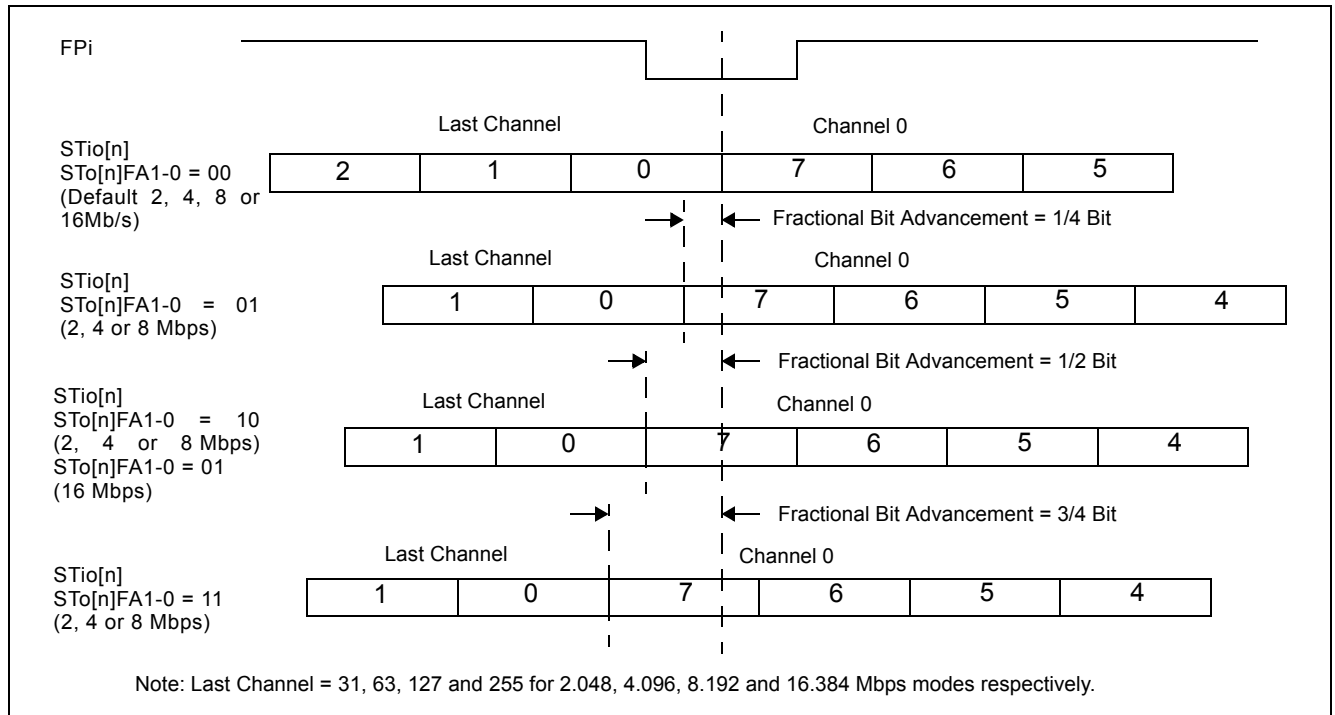 FPi
Last Channel
Channel 0
STio[n]
STo[n]FA1-0 = 00
(Default 2, 4, 8 or
16Mb/s)
2 1 0 7 6 5
Fractional Bit Advancement = 1/4 Bit
Last Channel
Channel 0
STio[n]
STo[n]FA1-0 = 01
(2, 4 or 8 Mbps)
1 0 7 6 5 4
Fractional Bit Advancement = 1/2 Bit
Last Channel
Channel 0
STio[n]
STo[n]FA1-0 = 10
(2, 4 or 8 Mbps)
STo[n]FA1-0 = 01
(16 Mbps)
1 0 7 6 5 4
Fractional Bit Advancement = 3/4 Bit
Last Channel
Channel 0
STio[n]
STo[n]FA1-0 = 11
(2, 4 or 8 Mbps)
1 0 7 6 5 4
Note: Last Channel = 31, 63, 127 and 255 for 2.048, 4.096, 8.192 and 16.384 Mbps modes respectively.